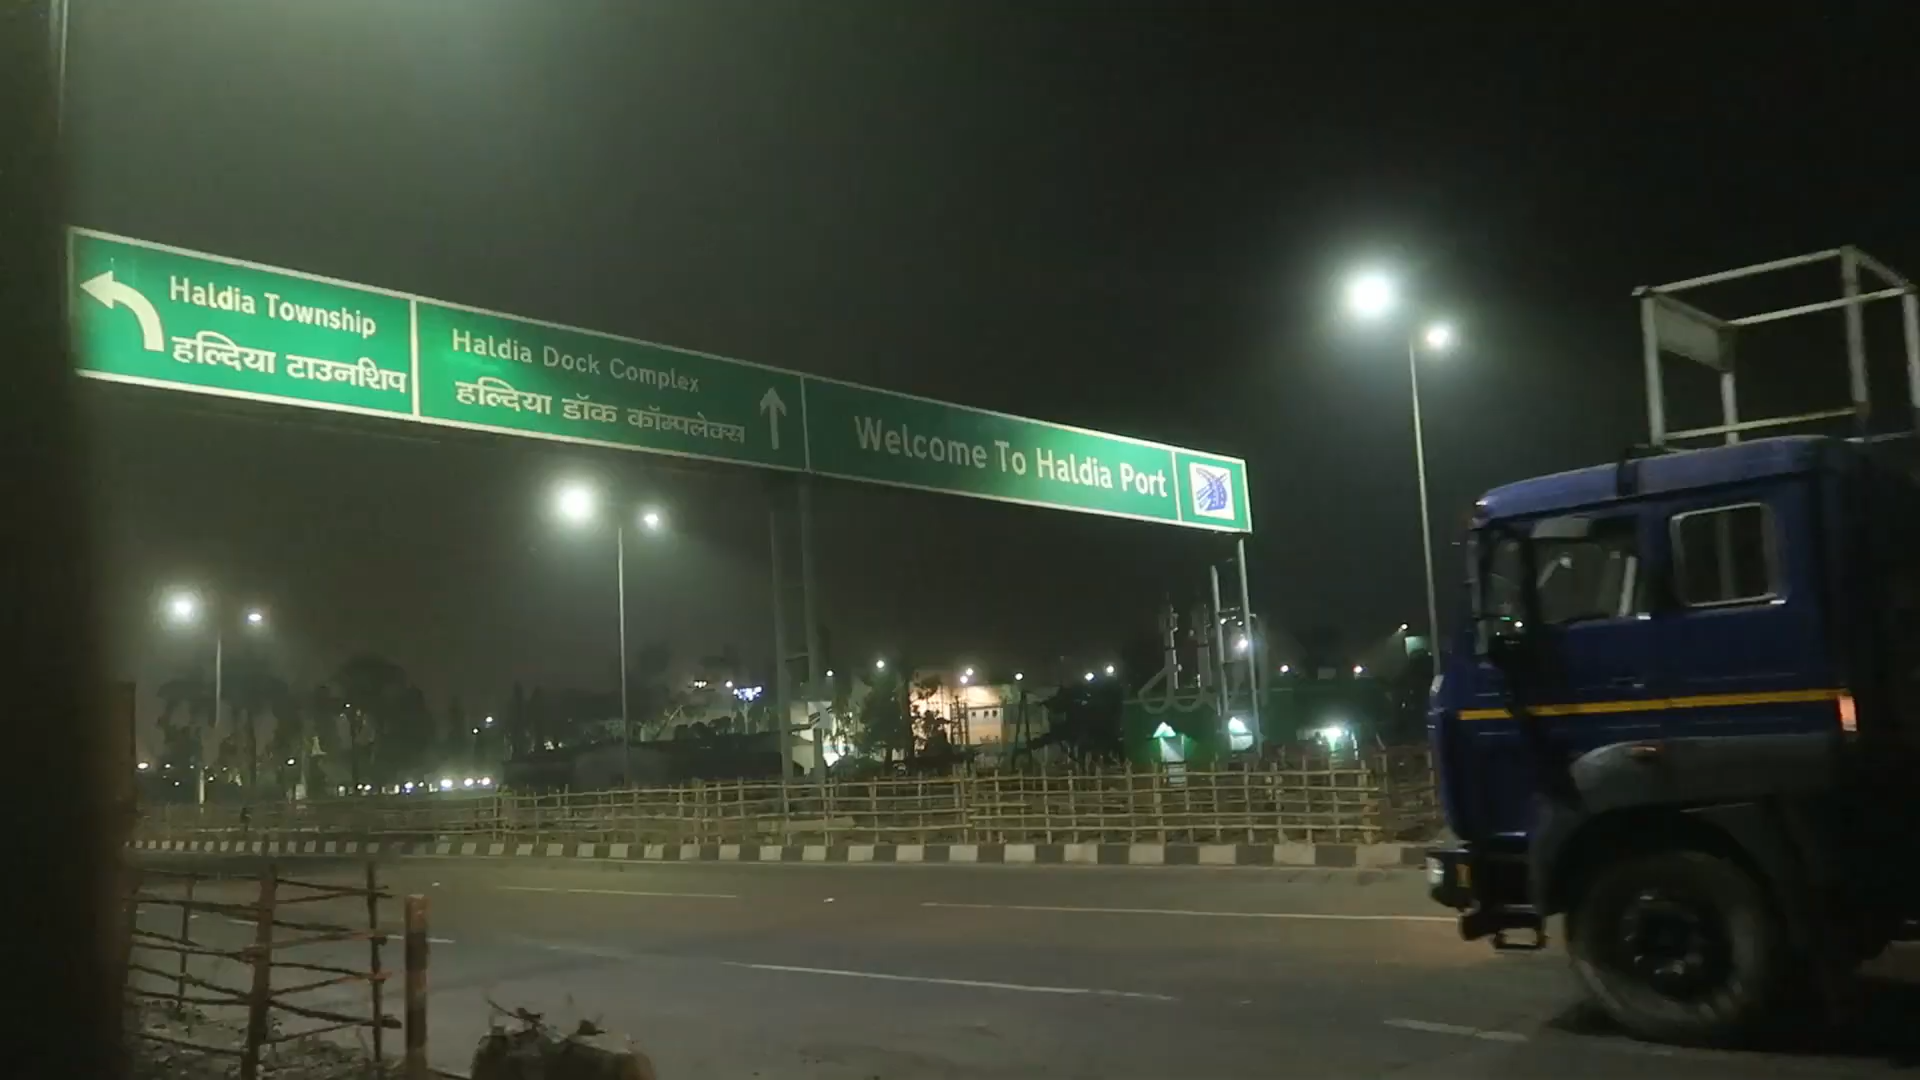 Haldia Township
हल्दिया टाउनशिप
Haldia Dock Complex
हल्दिया डॉक कॉम्पलेक्स
Welcome To Haldia Port